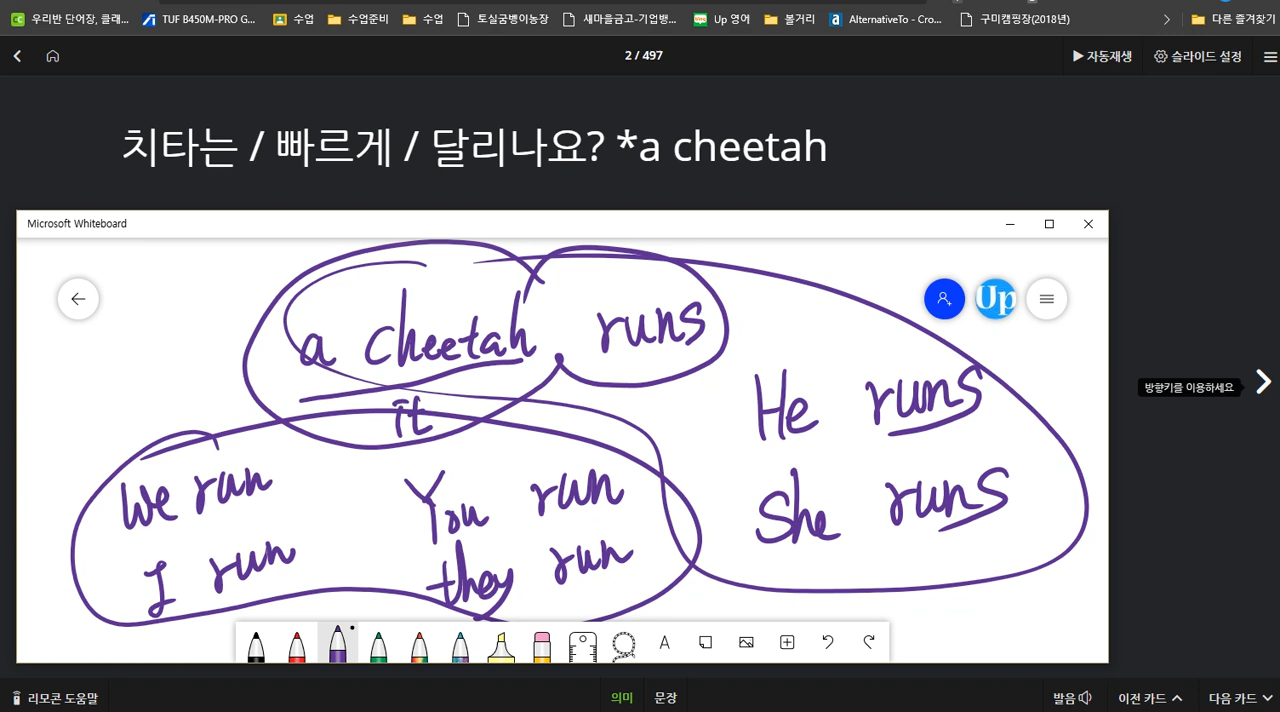 우리반 단어장, 클래... TUF B450M-PRO G... 수업 수업준비 수업 토실굼벵이농장 새마을금고-기업뱅... Up 영어 볼거리 AlternativeTo - Cro... 구미캠핑장(2018년) 다른 즐겨찾기
2 / 497 자동재생 슬라이드 설정
치타는 / 빠르게 / 달리나요? *a cheetah
Microsoft Whiteboard
Up
a cheetah runs
it
He runs
방향키를 이용하세요
We run You run She runs
I run they run
A
리모콘 도움말 의미 문장 발음 이전 카드 다음 카드